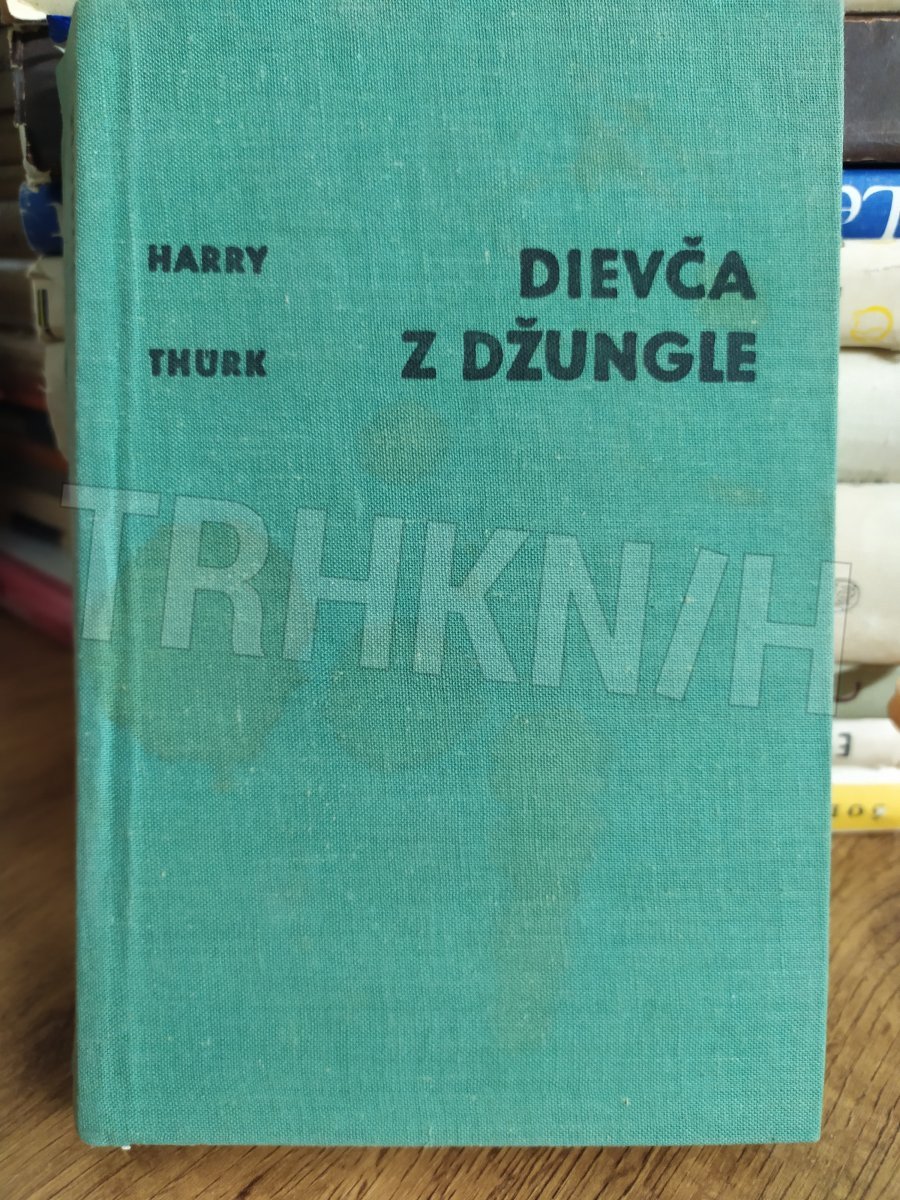 HARRY
THÜRK
DIEVČA
Z DŽUNGLE
TRHKNIH